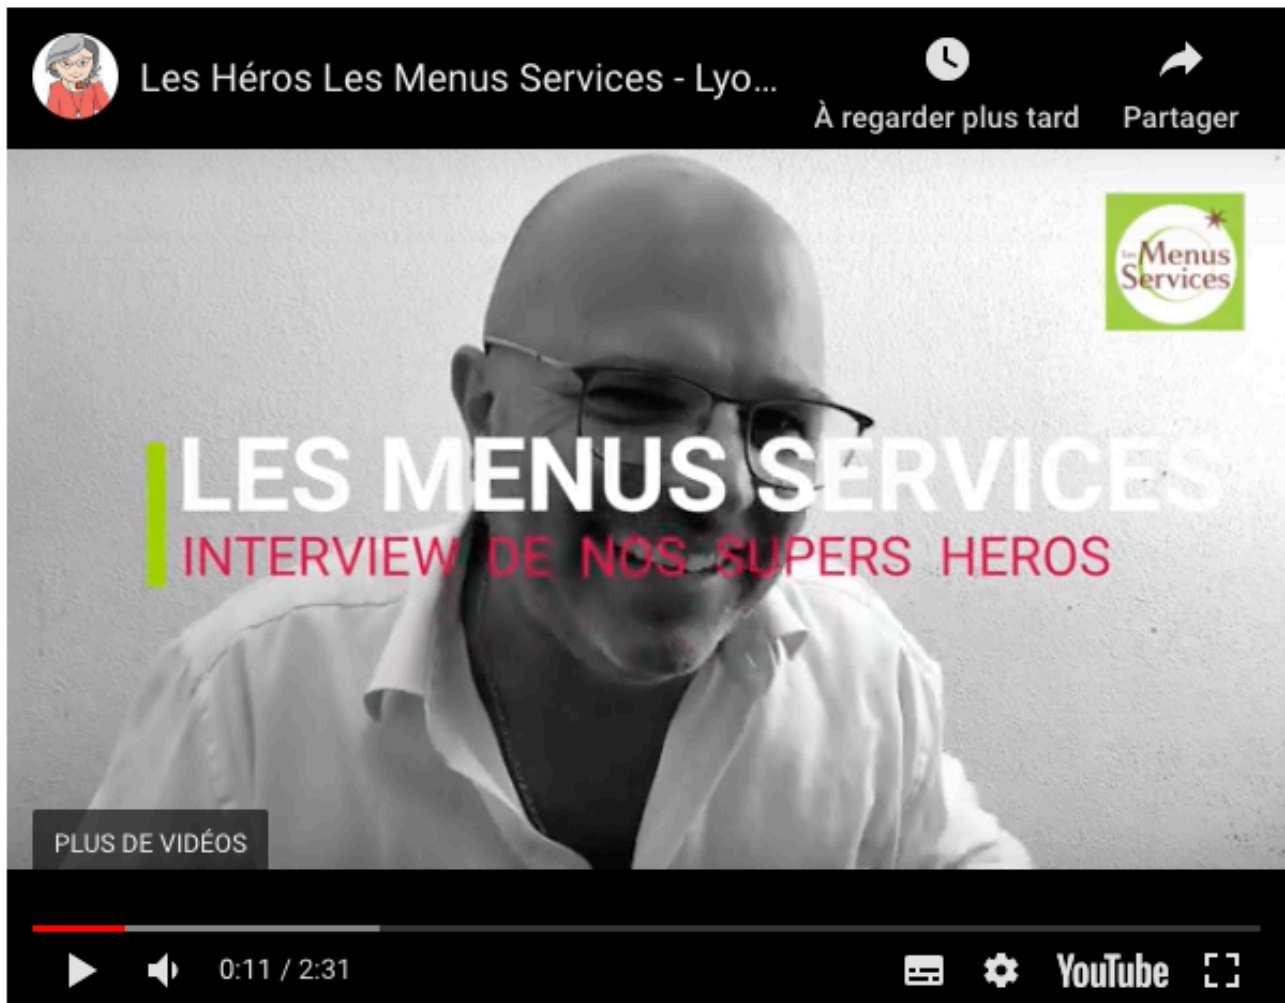 Les Héros Les Menus Services - Lyo...
À regarder plus tard
Partager
Les Menus
Services
LES MENUS SERVICES
INTERVIEW DE NOS SUPERS HEROS
PLUS DE VIDÉOS
0:11 / 2:31
YouTube